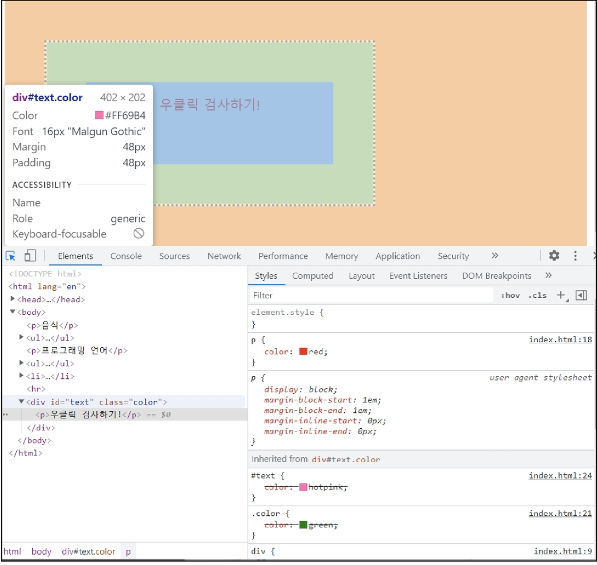 우클릭 검사하기!
div#text.color 402 × 202
Color #FF69B4
Font 16px "Malgun Gothic"
Margin 48px
Padding 48px
ACCESSIBILITY
Name
Role generic
Keyboard-focusable
Elements Console Sources Network Performance Memory Application Security »
<!DOCTYPE html>
<html lang="en">
<head>…</head>
<body>
<p>음식</p>
<ul>…</ul>
<p>프로그래밍 언어</p>
<ul>…</ul>
<li>…</li>
<hr>
<div id="text" class="color">
<p>우클릭 검사하기!</p> == $0
</div>
</body>
</html>
html body div#text.color p
Styles Computed Layout Event Listeners DOM Breakpoints »
Filter :hov .cls +
element.style {
}
p { index.html:18
color: red;
}
p { user agent stylesheet
display: block;
margin-block-start: 1em;
margin-block-end: 1em;
margin-inline-start: 0px;
margin-inline-end: 0px;
}
Inherited from div#text.color
#text { index.html:24
color: hotpink;
}
.color { index.html:21
color: green;
}
div { index.html:9